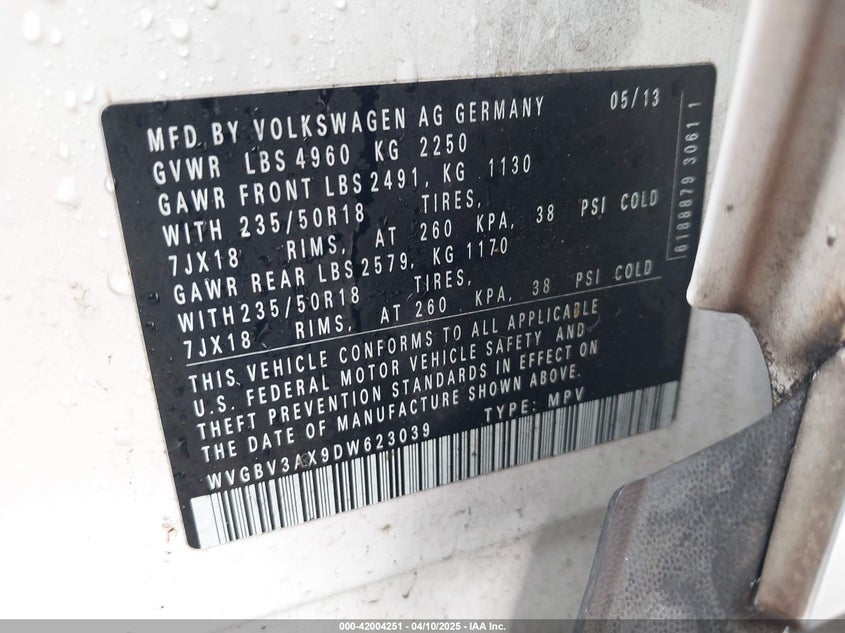 MFD BY VOLKSWAGEN AG GERMANY 05/13
GVWR LBS 4960 KG 2250
GAWR FRONT LBS 2491, KG 1130
WITH 235/50R18 TIRES,
7JX18 RIMS, AT 260 KPA, 38 PSI COLD
GAWR REAR LBS 2579, KG 1170
WITH 235/50R18 TIRES,
7JX18 RIMS, AT 260 KPA, 38 PSI COLD
THIS VEHICLE CONFORMS TO ALL APPLICABLE
U.S. FEDERAL MOTOR VEHICLE SAFETY AND
THEFT PREVENTION STANDARDS IN EFFECT ON
THE DATE OF MANUFACTURE SHOWN ABOVE.
WVGBV3AX9DW623039 TYPE: MPV
6188879 3061 1
000-42004251 - 04/10/2025 - IAA Inc.